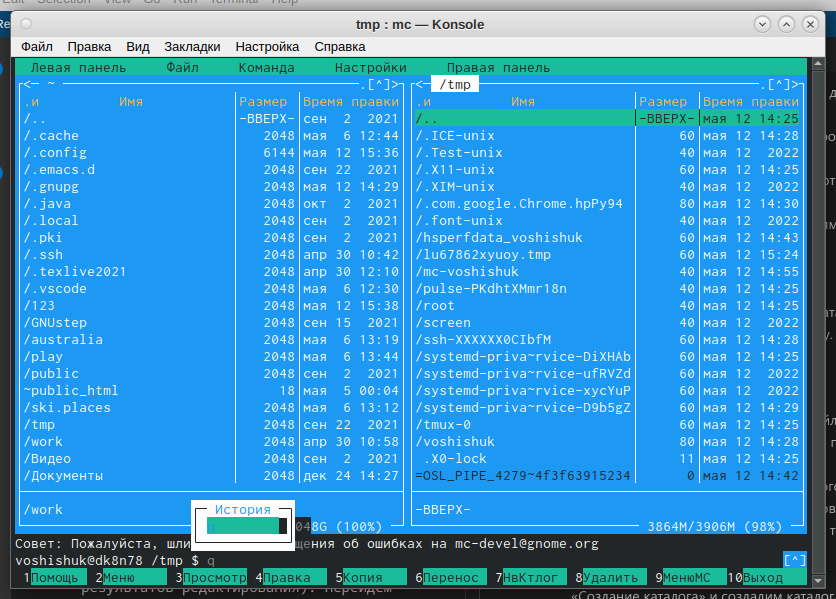 tmp : mc — Konsole
Файл Правка Вид Закладки Настройка Справка
Левая панель Файл Команда Настройки Правая панель
<─ ~ .[^]> <─ /tmp .[^]>
.и Имя Размер Время правки .и Имя Размер Время правки
/.. -ВВЕРХ- сен 2 2021 /.. -ВВЕРХ- мая 12 14:25
/.cache 2048 мая 6 12:44 /.ICE-unix 60 мая 12 14:28
/.config 6144 мая 12 15:36 /.Test-unix 40 мая 12 2022
/.emacs.d 2048 сен 22 2021 /.X11-unix 60 мая 12 14:25
/.gnupg 2048 мая 12 14:29 /.XIM-unix 40 мая 12 2022
/.java 2048 окт 2 2021 /.com.google.Chrome.hpPy94 80 мая 12 14:30
/.local 2048 сен 2 2021 /.font-unix 40 мая 12 2022
/.pki 2048 сен 2 2021 /hsperfdata_voshishuk 60 мая 12 14:43
/.ssh 2048 апр 30 10:42 /lu67862xyuoy.tmp 60 мая 12 15:24
/.texlive2021 2048 апр 30 12:10 /mc-voshishuk 40 мая 12 14:55
/.vscode 2048 мая 6 12:30 /pulse-PKdhtXMmr18n 40 мая 12 14:25
/123 2048 мая 12 15:38 /root 40 мая 12 14:25
/GNUstep 2048 сен 15 2021 /screen 40 мая 12 2022
/australia 2048 мая 6 13:19 /ssh-XXXXXX0CIbfM 60 мая 12 14:28
/play 2048 мая 6 13:44 /systemd-priva~rvice-DiXHAb 60 мая 12 14:25
/public 2048 сен 2 2021 /systemd-priva~rvice-ufRVZd 60 мая 12 2022
~public_html 18 мая 5 00:04 /systemd-priva~rvice-xycYuP 60 мая 12 2022
/ski.places 2048 мая 6 13:12 /systemd-priva~rvice-D9b5gZ 60 мая 12 14:29
/tmp 2048 сен 22 2021 /tmux-0 60 мая 12 14:25
/work 2048 апр 30 10:58 /voshishuk 80 мая 12 14:28
/Видео 2048 сен 2 2021 .X0-lock 11 мая 12 14:25
/Документы 2048 дек 24 14:27 =OSL_PIPE_4279~4f3f63915234 0 мая 12 14:42
/work -ВВЕРХ-
История
q 048G (100%) 3864M/3906M (98%)
Совет: Пожалуйста, шли щения об ошибках на mc-devel@gnome.org
voshishuk@dk8n78 /tmp $ q [^]
1Помощь 2Меню 3Просмотр 4Правка 5Копия 6Перенос 7НвКтлог 8Удалить 9МенюМС 10Выход